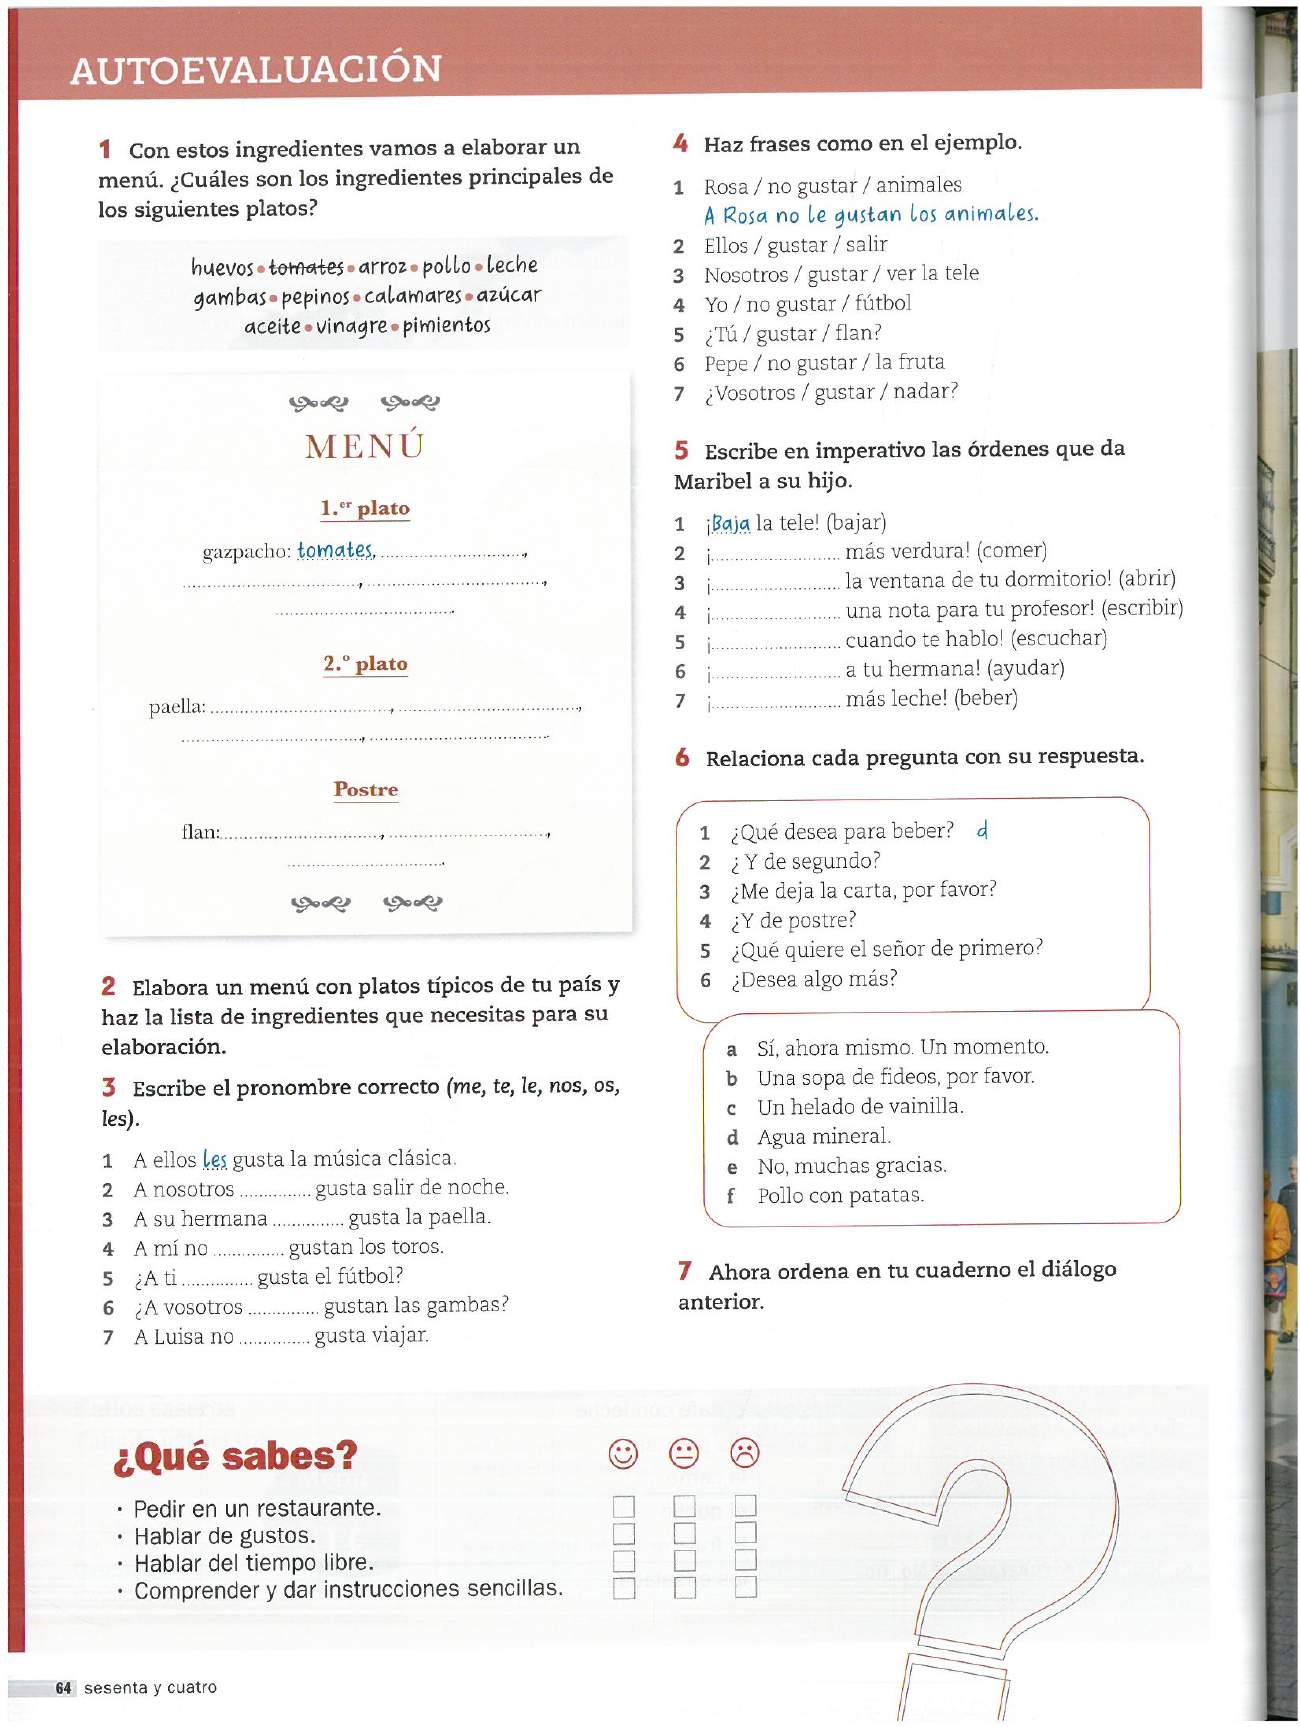 AUTOEVALUACIÓN
1 Con estos ingredientes vamos a elaborar un
menú. ¿Cuáles son los ingredientes principales de
los siguientes platos?
huevos • tomates • arroz • pollo • leche
gambas • pepinos • calamares • azúcar
aceite • vinagre • pimientos
MENÚ
1.er plato
gazpacho: tomates, ........................,
..............................., ...............................,
...............................
2.º plato
paella: ..............................., ...............................,
..............................., ...............................
Postre
flan: ..........................., ...........................,
...........................
2 Elabora un menú con platos típicos de tu país y
haz la lista de ingredientes que necesitas para su
elaboración.
3 Escribe el pronombre correcto (me, te, le, nos, os,
les).
1 A ellos les gusta la música clásica.
2 A nosotros .............. gusta salir de noche.
3 A su hermana .............. gusta la paella.
4 A mí no .............. gustan los toros.
5 ¿A ti .............. gusta el fútbol?
6 ¿A vosotros .............. gustan las gambas?
7 A Luisa no .............. gusta viajar.
4 Haz frases como en el ejemplo.
1 Rosa / no gustar / animales
A Rosa no le gustan los animales.
2 Ellos / gustar / salir
3 Nosotros / gustar / ver la tele
4 Yo / no gustar / fútbol
5 ¿Tú / gustar / flan?
6 Pepe / no gustar / la fruta
7 ¿Vosotros / gustar / nadar?
5 Escribe en imperativo las órdenes que da
Maribel a su hijo.
1 ¡Baja la tele! (bajar)
2 ¡.......................... más verdura! (comer)
3 ¡.......................... la ventana de tu dormitorio! (abrir)
4 ¡.......................... una nota para tu profesor! (escribir)
5 ¡.......................... cuando te hablo! (escuchar)
6 ¡.......................... a tu hermana! (ayudar)
7 ¡.......................... más leche! (beber)
6 Relaciona cada pregunta con su respuesta.
1 ¿Qué desea para beber? d
2 ¿Y de segundo?
3 ¿Me deja la carta, por favor?
4 ¿Y de postre?
5 ¿Qué quiere el señor de primero?
6 ¿Desea algo más?
a Sí, ahora mismo. Un momento.
b Una sopa de fideos, por favor.
c Un helado de vainilla.
d Agua mineral.
e No, muchas gracias.
f Pollo con patatas.
7 Ahora ordena en tu cuaderno el diálogo
anterior.
¿Qué sabes?
· Pedir en un restaurante.
· Hablar de gustos.
· Hablar del tiempo libre.
· Comprender y dar instrucciones sencillas.
64 sesenta y cuatro